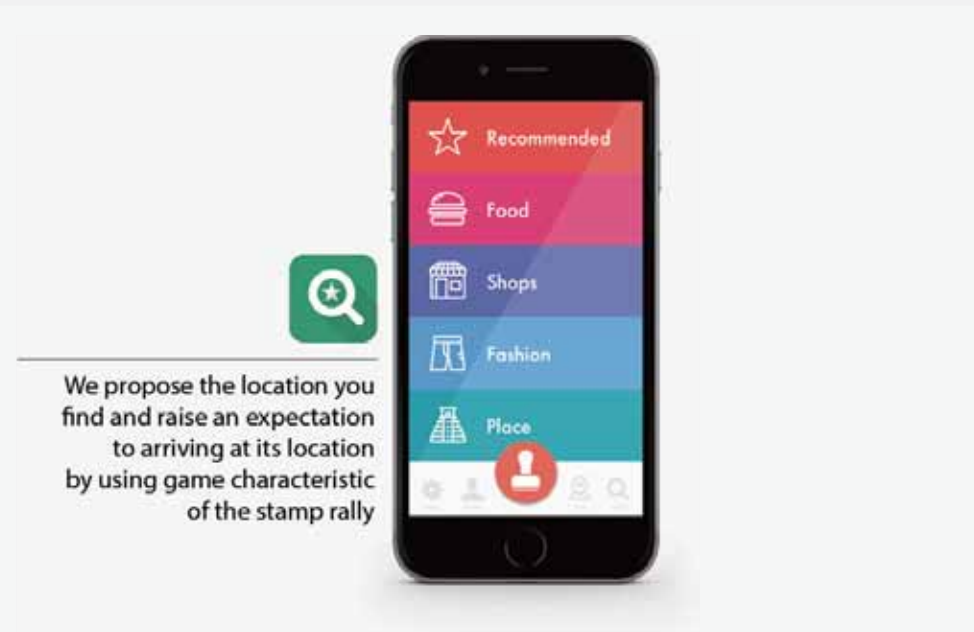 Recommended
Food
Shops
Fashion
Place
We propose the location you
find and raise an expectation
to arriving at its location
by using game characteristic
of the stamp rally